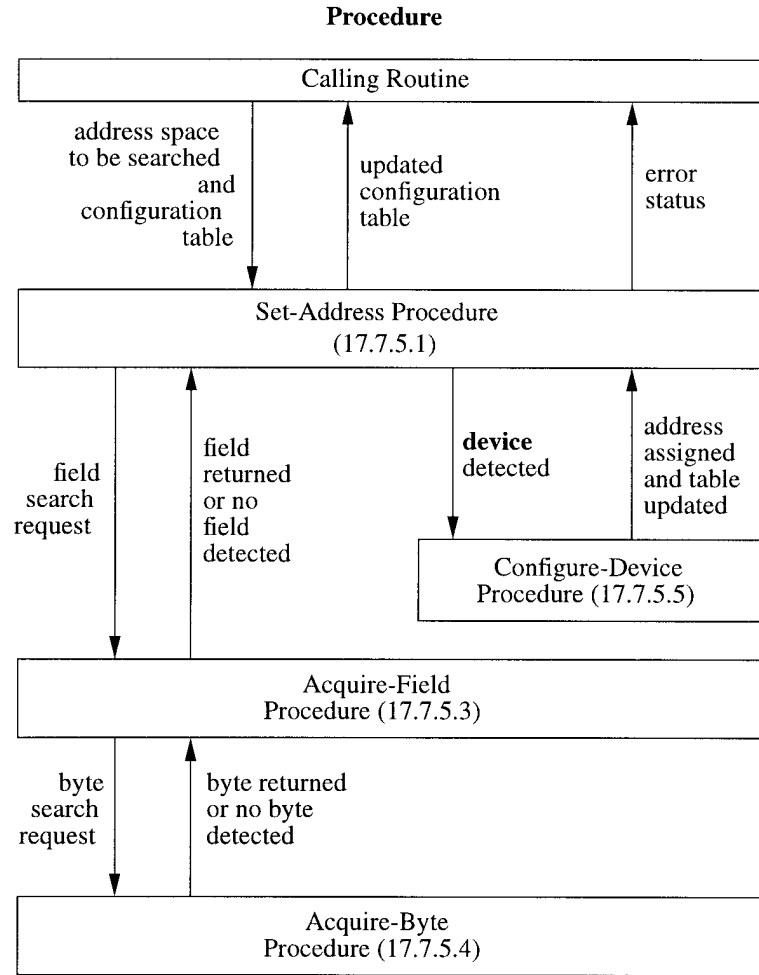 Procedure
Calling Routine
address space
to be searched
and
configuration
table
updated
configuration
table
error
status
Set-Address Procedure
(17.7.5.1)
field
search
request
field
returned
or no
field
detected
device
detected
address
assigned
and table
updated
Configure-Device
Procedure (17.7.5.5)
Acquire-Field
Procedure (17.7.5.3)
byte
search
request
byte returned
or no byte
detected
Acquire-Byte
Procedure (17.7.5.4)